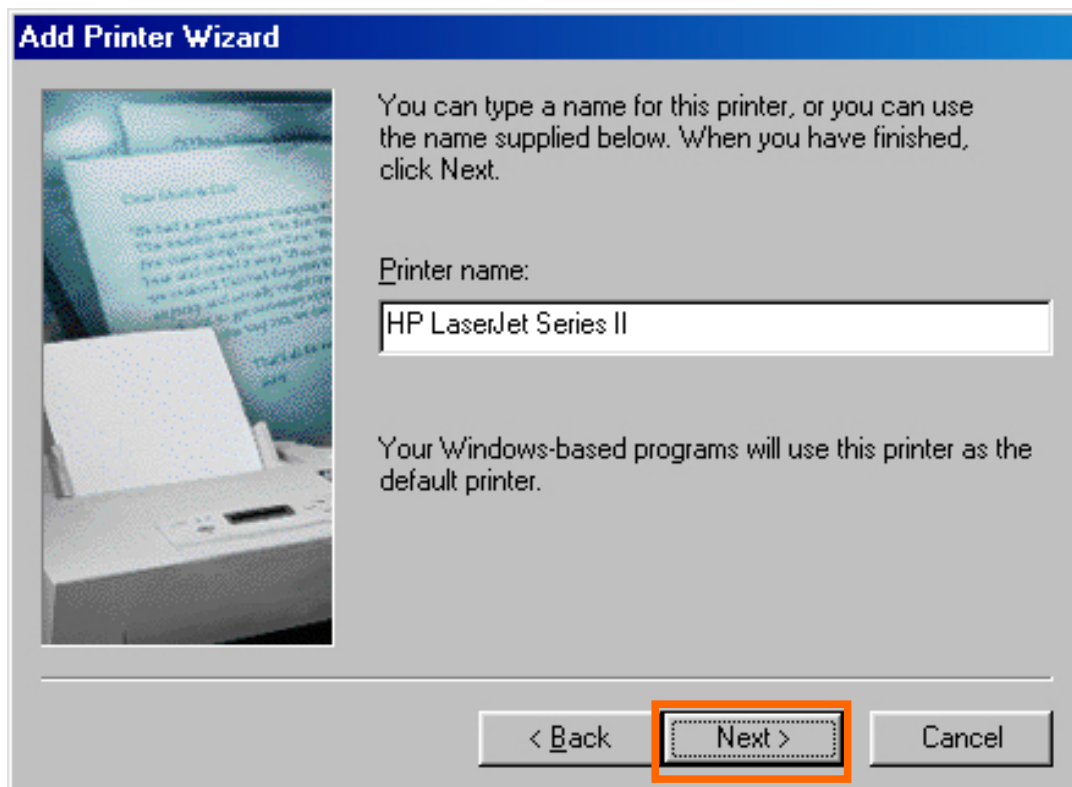 Add Printer Wizard
You can type a name for this printer, or you can use
the name supplied below. When you have finished,
click Next.
Printer name:
HP LaserJet Series II
Your Windows-based programs will use this printer as the
default printer.
< Back
Next >
Cancel